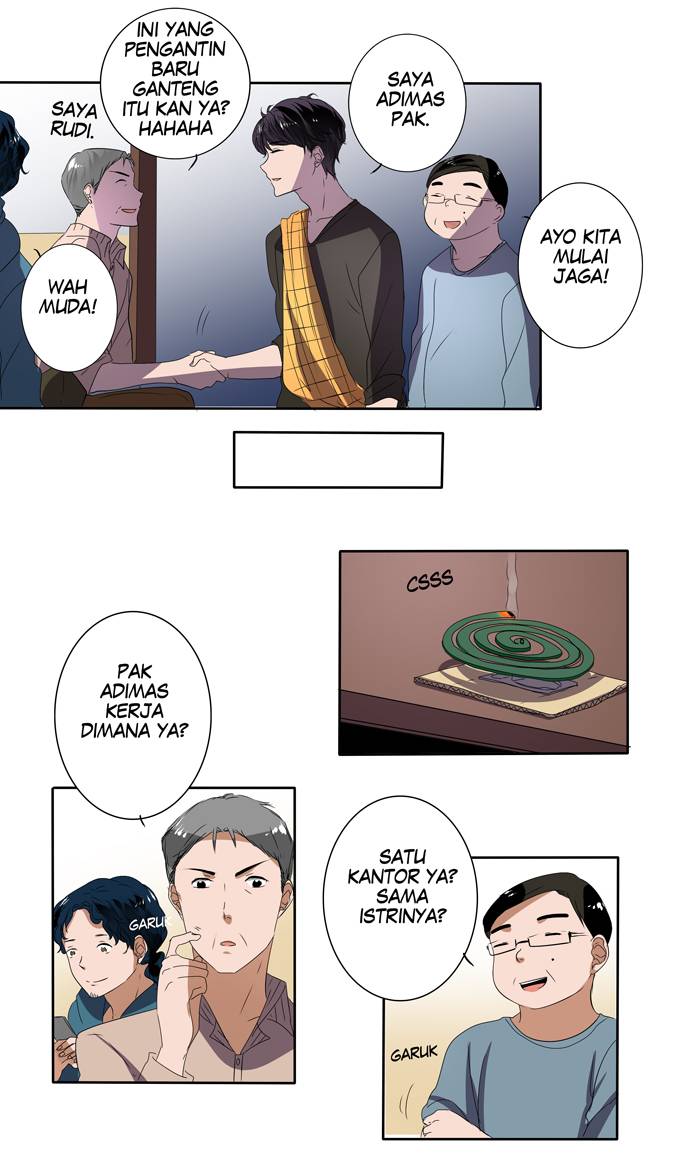 INI YANG
PENGANTIN
BARU
GANTENG
ITU KAN YA?
HAHAHA
SAYA
RUDI.
SAYA
ADIMAS
PAK.
WAH
MUDA!
AYO KITA
MULAI
JAGA!
CSSS
PAK
ADIMAS
KERJA
DIMANA YA?
GARUK
SATU
KANTOR YA?
SAMA
ISTRINYA?
GARUK